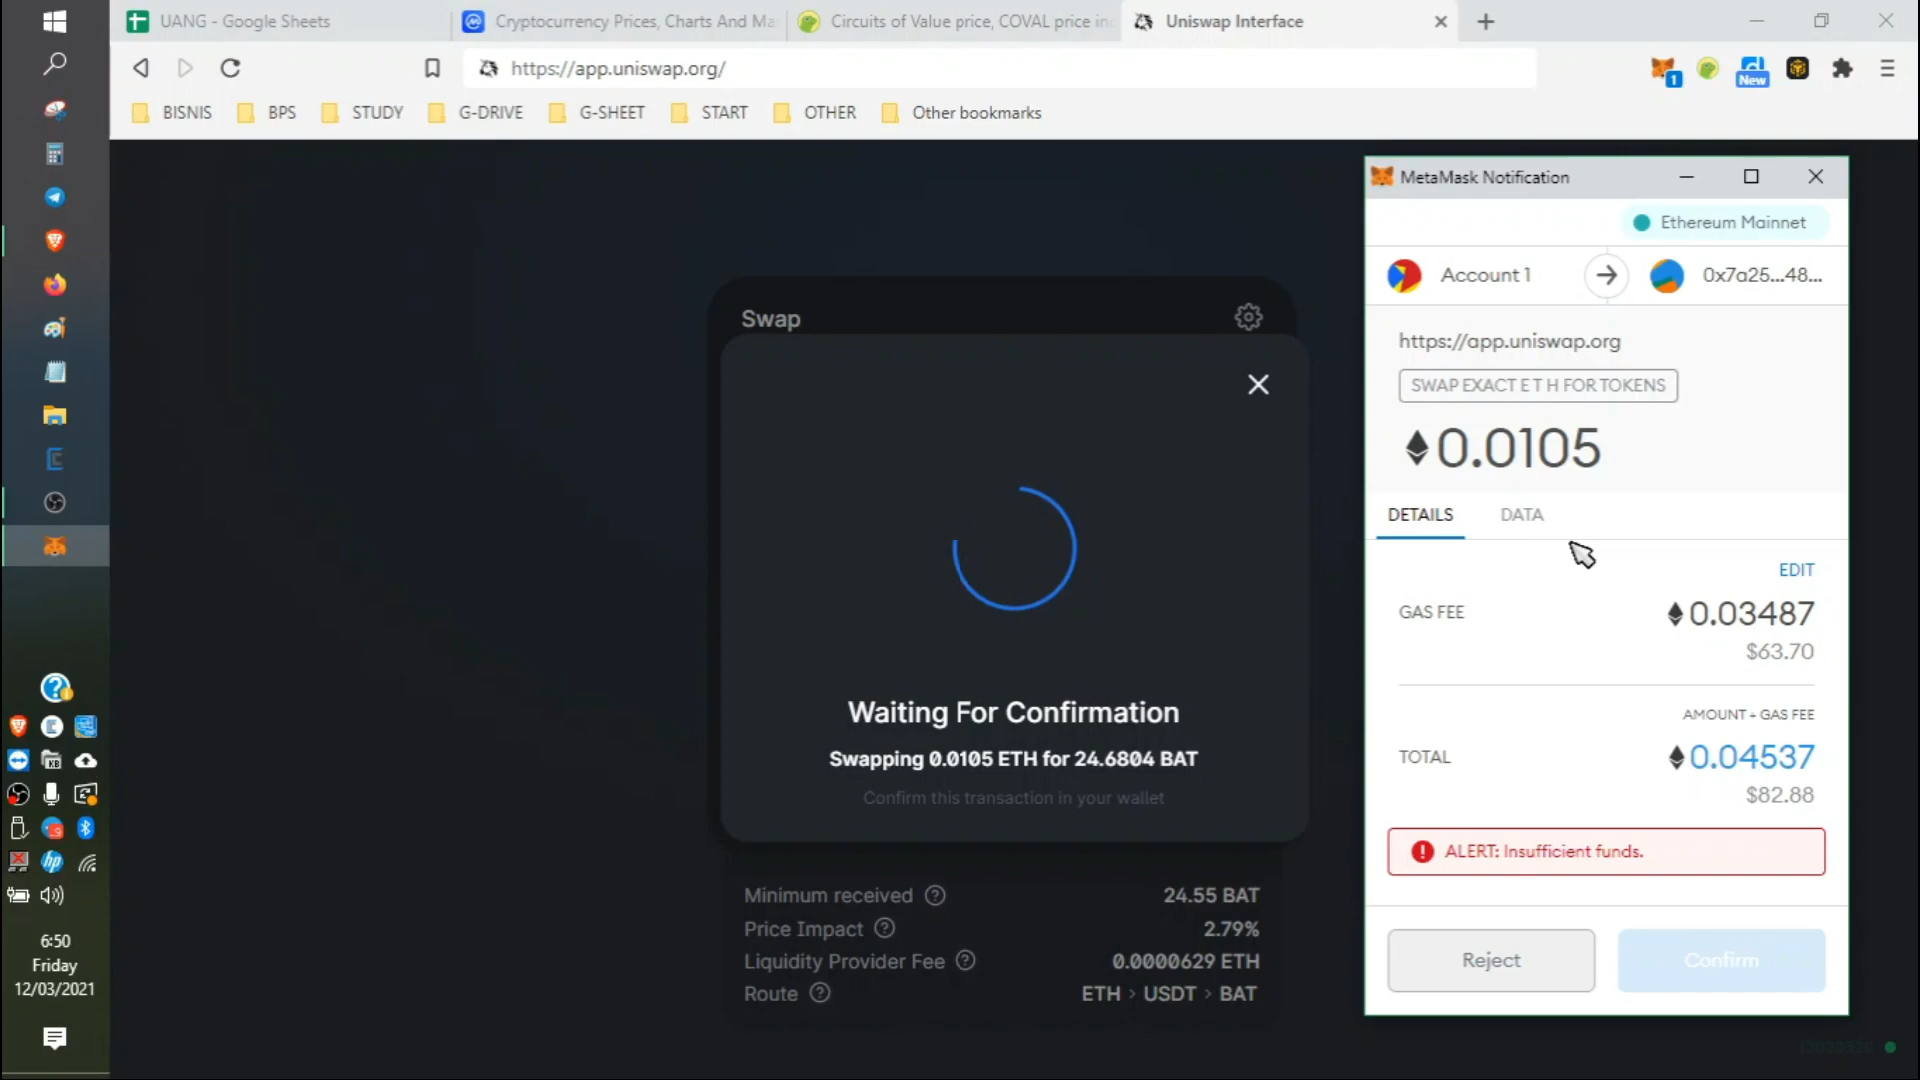 UANG - Google Sheets
Cryptocurrency Prices, Charts And Ma
Circuits of Value price, COVAL price in
Uniswap Interface
https://app.uniswap.org/
1
New
BISNIS
BPS
STUDY
G-DRIVE
G-SHEET
START
OTHER
Other bookmarks
Swap
Waiting For Confirmation
Swapping 0.0105 ETH for 24.6804 BAT
Confirm this transaction in your wallet
Minimum received 24.55 BAT
Price Impact 2.79%
Liquidity Provider Fee 0.0000629 ETH
Route ETH > USDT > BAT
MetaMask Notification
Ethereum Mainnet
Account 1
0x7a25...48...
https://app.uniswap.org
SWAP EXACT E T H FOR TOKENS
0.0105
DETAILS
DATA
EDIT
GAS FEE 0.03487
$63.70
AMOUNT + GAS FEE
TOTAL 0.04537
$82.88
ALERT: Insufficient funds.
Reject
Confirm
6:50
Friday
12/03/2021